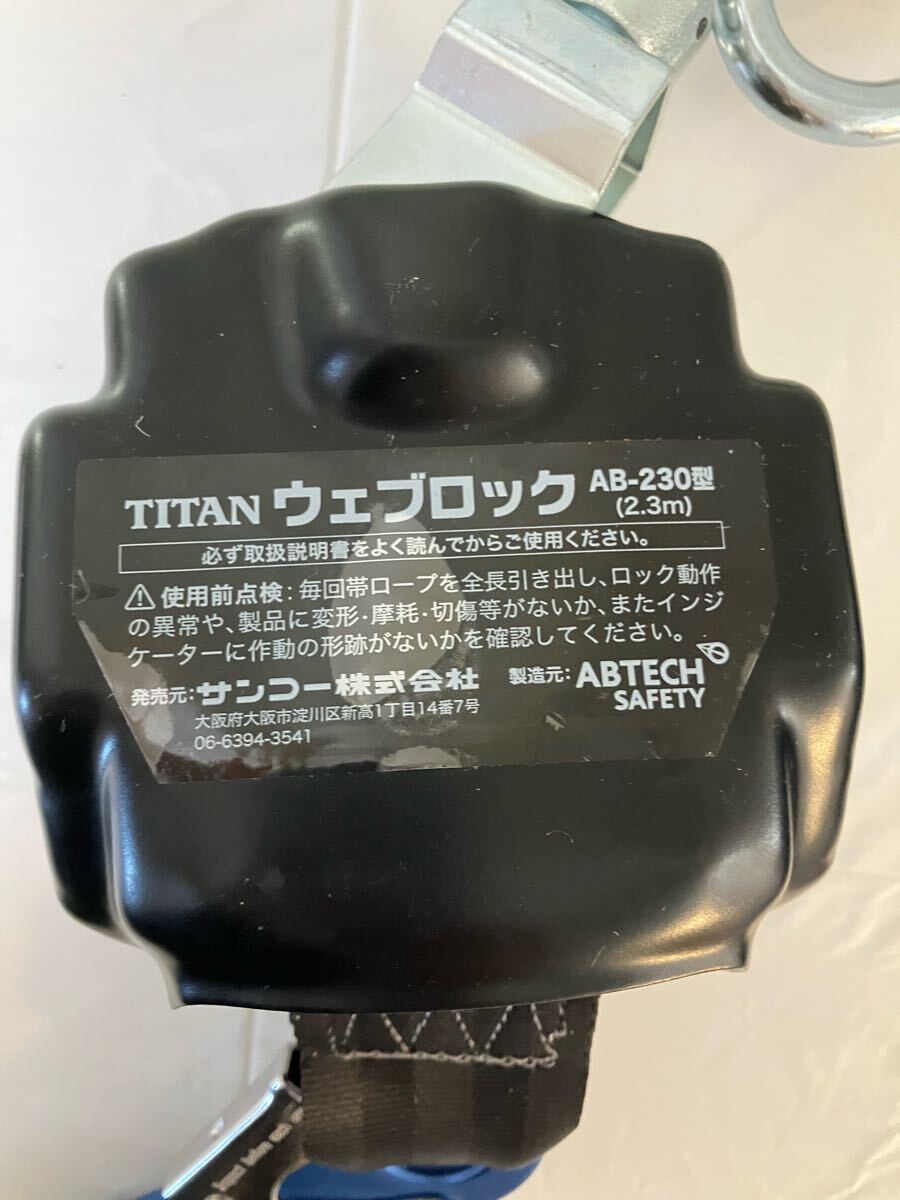 TITAN ウェブロック AB-230型
(2.3m)
必ず取扱説明書をよく読んでからご使用ください。
⚠ 使用前点検：毎回帯ロープを全長引き出し、ロック動作
の異常や、製品に変形・摩耗・切傷等がないか、またインジ
ケーターに作動の形跡がないかを確認してください。
発売元：サンコー株式会社
大阪府大阪市淀川区新高1丁目14番7号
06-6394-3541
製造元：ABTECH
SAFETY